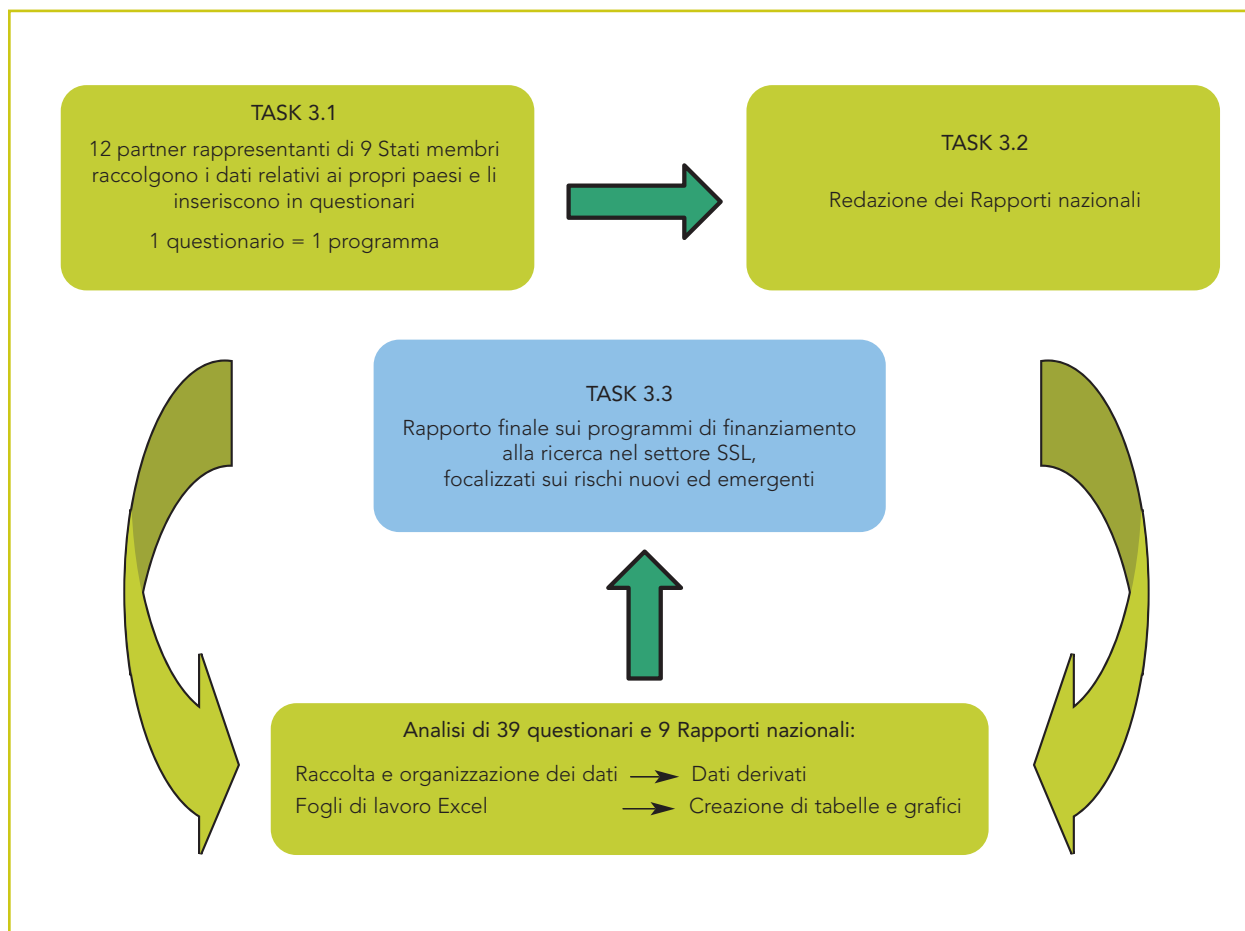 TASK 3.1
12 partner rappresentanti di 9 Stati membri
raccolgono i dati relativi ai propri paesi e li
inseriscono in questionari
1 questionario = 1 programma
TASK 3.2
Redazione dei Rapporti nazionali
TASK 3.3
Rapporto finale sui programmi di finanziamento
alla ricerca nel settore SSL,
focalizzati sui rischi nuovi ed emergenti
Analisi di 39 questionari e 9 Rapporti nazionali:
Raccolta e organizzazione dei dati Dati derivati
Fogli di lavoro Excel Creazione di tabelle e grafici